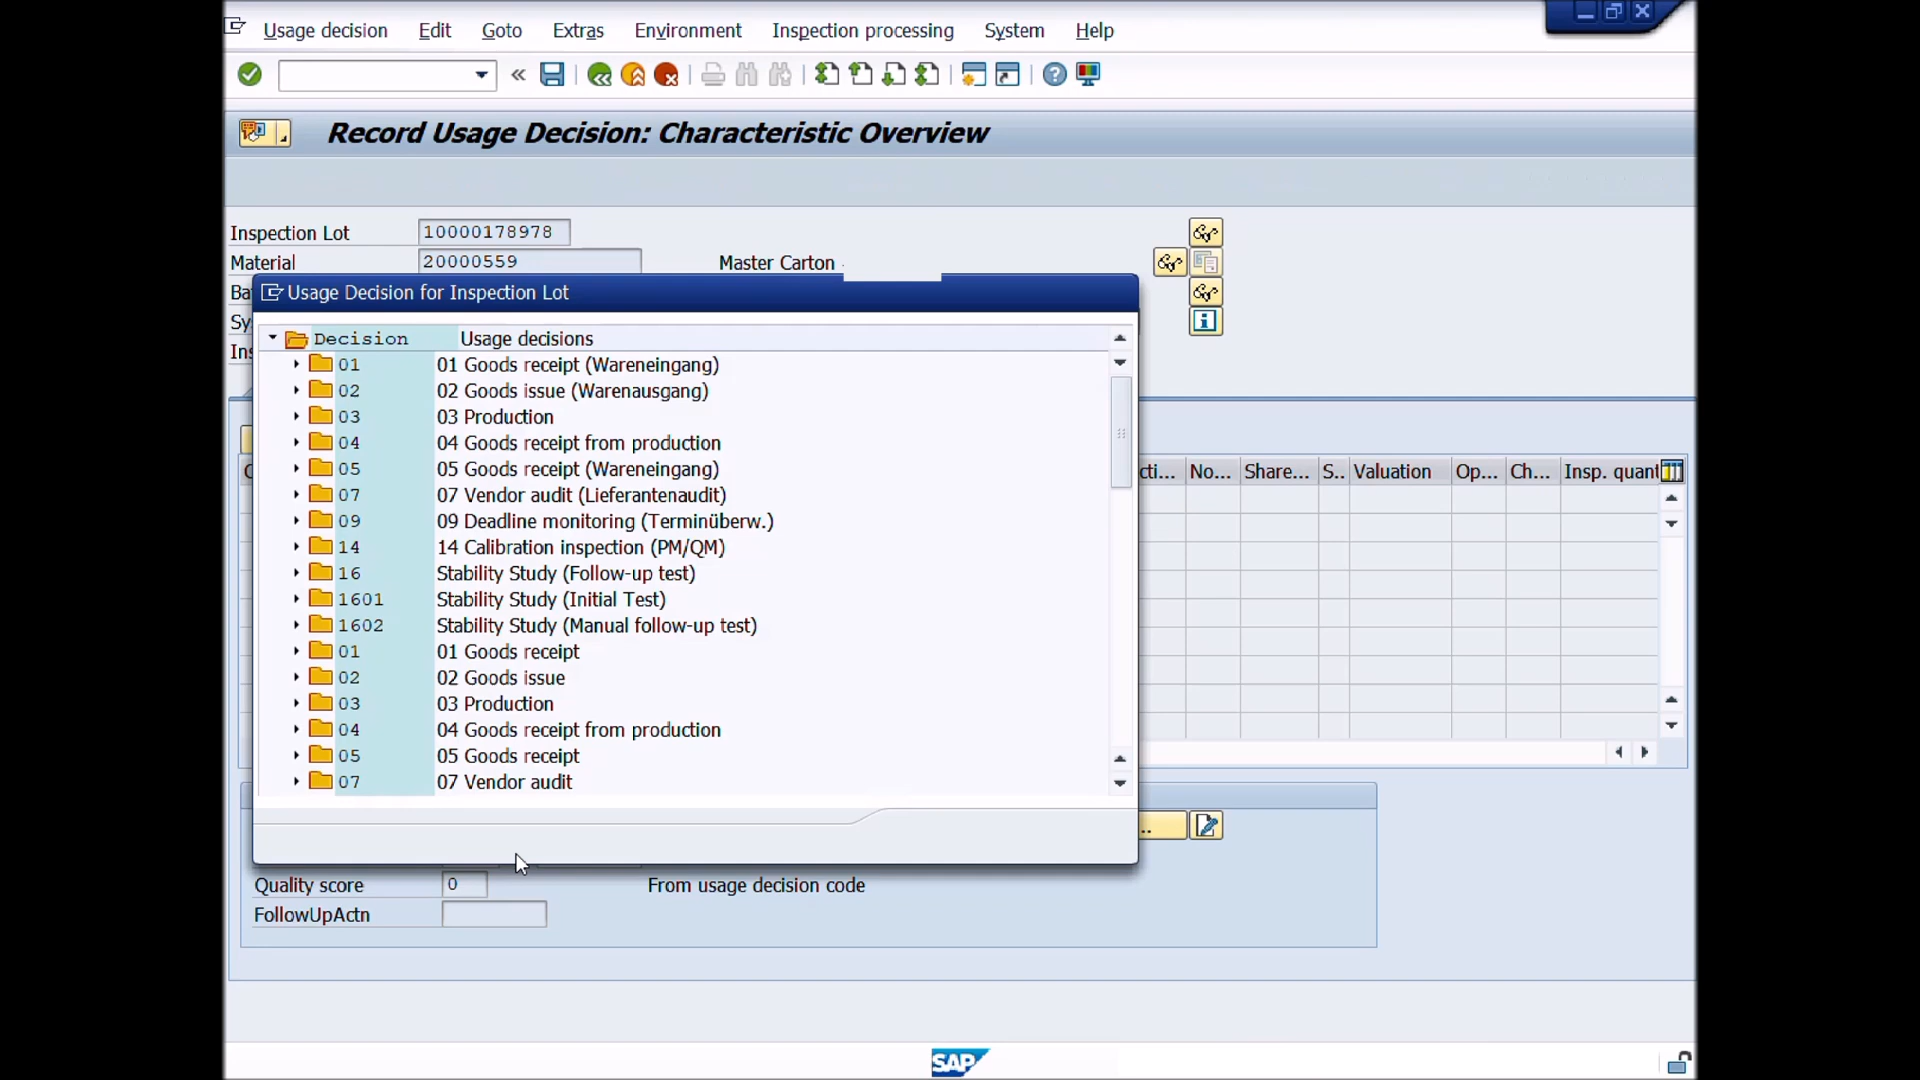 Usage decision Edit Goto Extras Environment Inspection processing System Help
Record Usage Decision: Characteristic Overview
Inspection Lot 10000178978
Material 20000559 Master Carton
Usage Decision for Inspection Lot
Decision Usage decisions
01 01 Goods receipt (Wareneingang)
02 02 Goods issue (Warenausgang)
03 03 Production
04 04 Goods receipt from production
05 05 Goods receipt (Wareneingang)
07 07 Vendor audit (Lieferantenaudit)
09 09 Deadline monitoring (Terminüberw.)
14 14 Calibration inspection (PM/QM)
16 Stability Study (Follow-up test)
1601 Stability Study (Initial Test)
1602 Stability Study (Manual follow-up test)
01 01 Goods receipt
02 02 Goods issue
03 03 Production
04 04 Goods receipt from production
05 05 Goods receipt
07 07 Vendor audit
cti... No... Share... S.. Valuation Op... Ch... Insp. quant
..
Quality score 0 From usage decision code
FollowUpActn
SAP